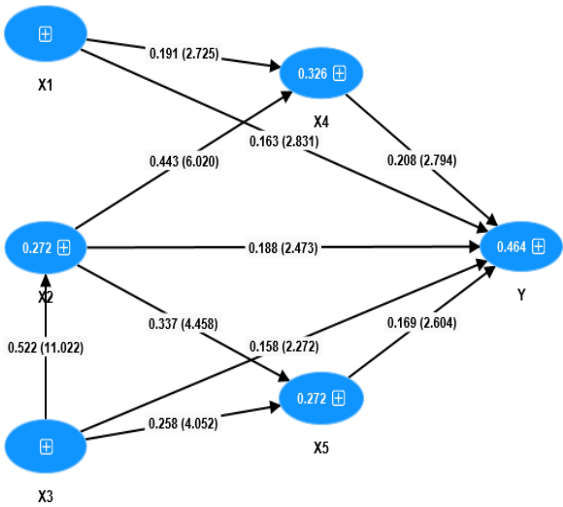 X1
0.191 (2.725)
0.326
X4
0.163 (2.831)
0.443 (6.020)
0.208 (2.794)
0.272
0.188 (2.473)
0.464
X2
Y
0.337 (4.458)
0.169 (2.604)
0.522 (11.022)
0.158 (2.272)
0.272
0.258 (4.052)
X5
X3